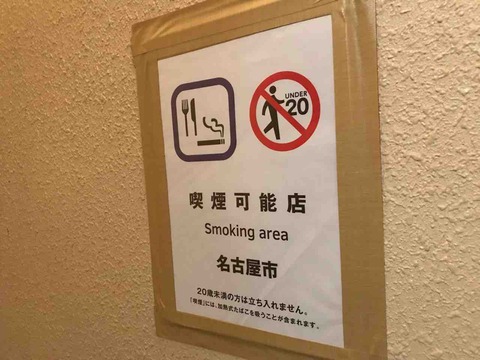 UNDER
20
喫煙可能店
Smoking area
名古屋市
20歳未満の方は立ち入れません。
「喫煙」には、加熱式たばこを吸うことが含まれます。